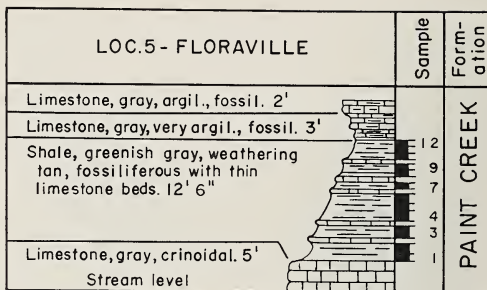 LOC. 5 - FLORAVILLE
Sample
Form-
ation
Limestone, gray, argil., fossil. 2'
Limestone, gray, very argil., fossil. 3'
Shale, greenish gray, weathering
tan, fossiliferous with thin
limestone beds. 12' 6"
Limestone, gray, crinoidal. 5'
Stream level
12
9
7
4
3
1
PAINT CREEK